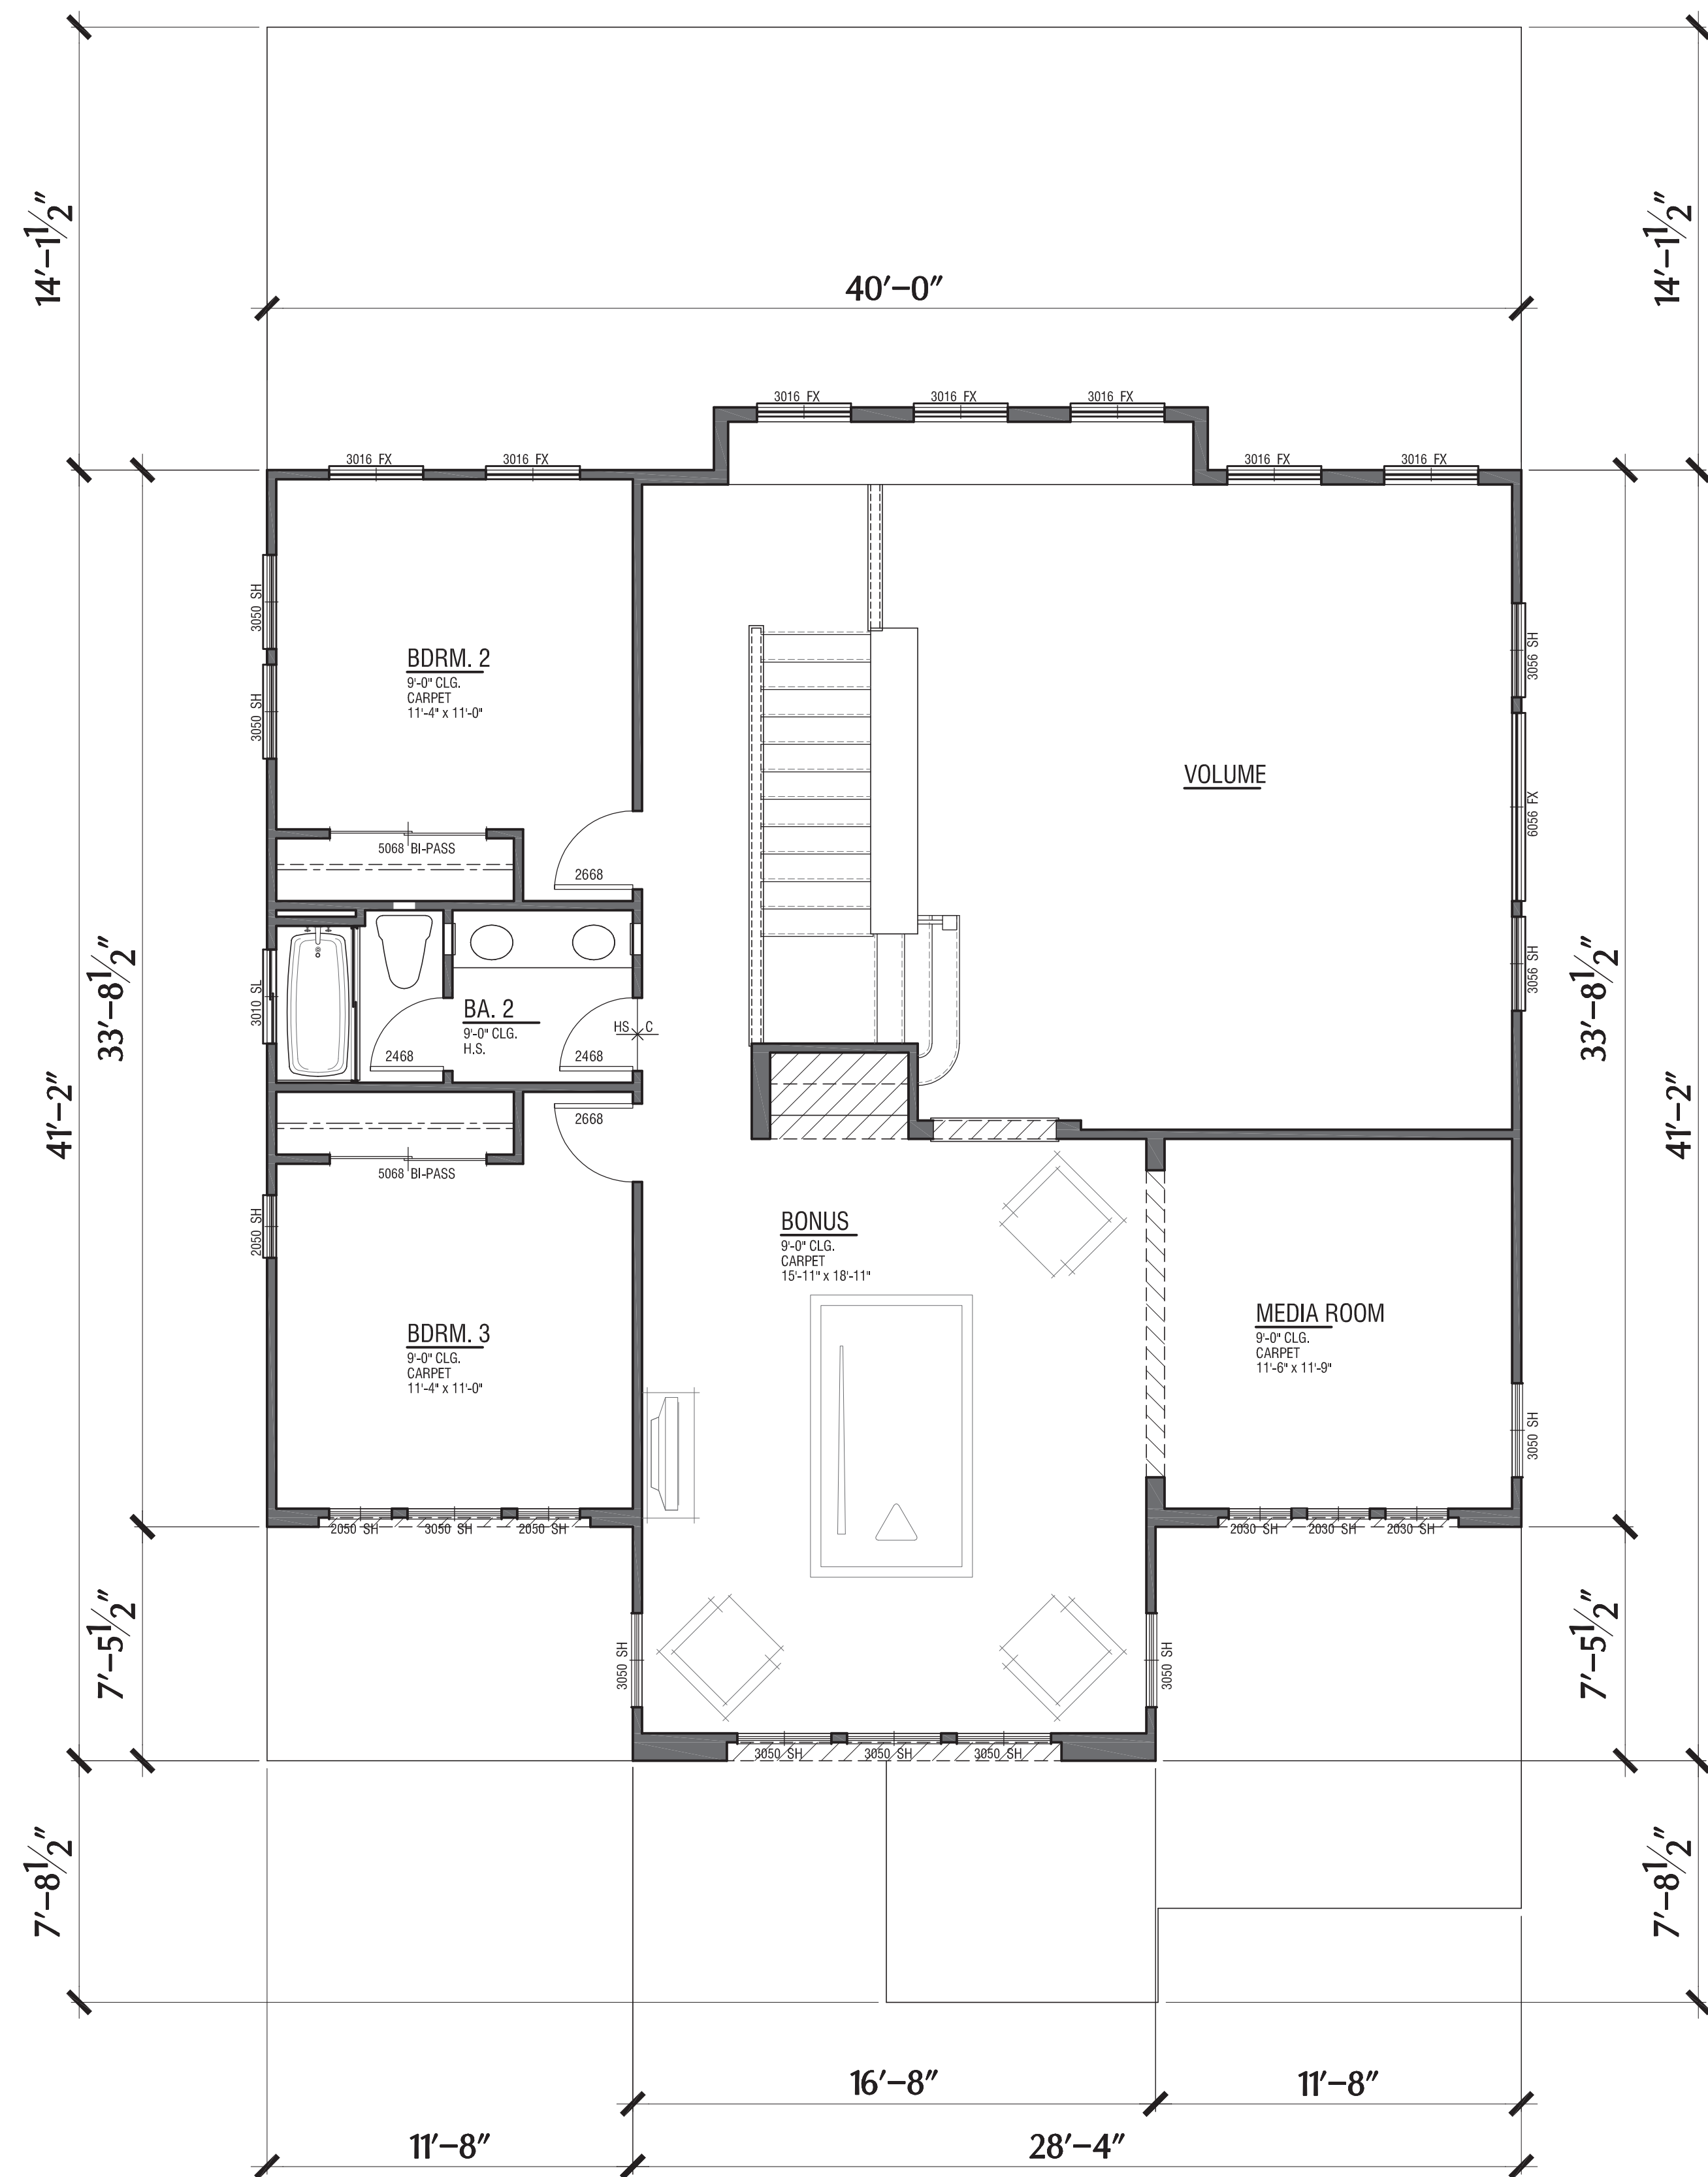 14'-1 1/2"
14'-1 1/2"
40'-0"
3016 FX
3016 FX
3016 FX
3016 FX
3016 FX
3016 FX
3016 FX
3050 SH
3050 SH
BDRM. 2
9'-0" CLG.
CARPET
11'-4" x 11'-0"
3056 SH
VOLUME
6056 FX
5068 BI-PASS
2668
3056 SH
33'-8 1/2"
33'-8 1/2"
3010 SL
BA. 2
9'-0" CLG.
H.S.
HS C
2468
2468
41'-2"
41'-2"
2668
5068 BI-PASS
2050 SH
BONUS
9'-0" CLG.
CARPET
15'-11" x 18'-11"
BDRM. 3
9'-0" CLG.
CARPET
11'-4" x 11'-0"
MEDIA ROOM
9'-0" CLG.
CARPET
11'-6" x 11'-9"
3050 SH
2050 SH
3050 SH
2050 SH
2030 SH
2030 SH
2030 SH
7'-5 1/2"
7'-5 1/2"
3050 SH
3050 SH
3050 SH
3050 SH
3050 SH
7'-8 1/2"
7'-8 1/2"
16'-8"
11'-8"
11'-8"
28'-4"